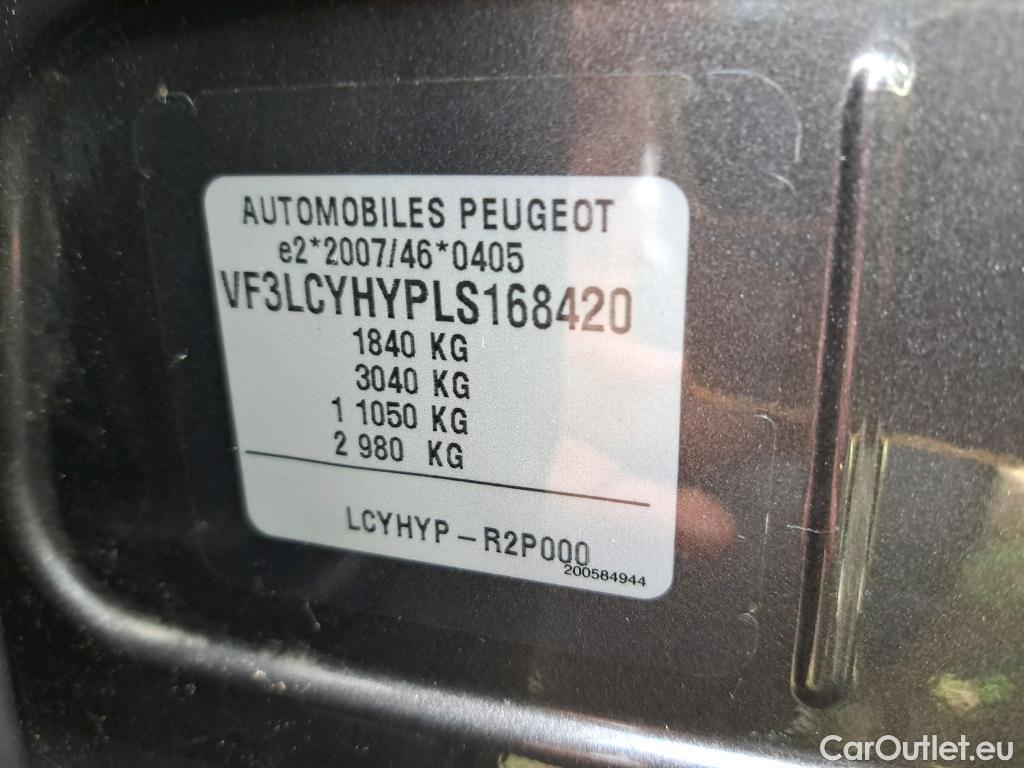 AUTOMOBILES PEUGEOT
e2*2007/46*0405
VF3LCYHYPLS168420
1840 KG
3040 KG
1 1050 KG
2 980 KG
LCYHYP – R2P000
200584944
CarOutlet.eu